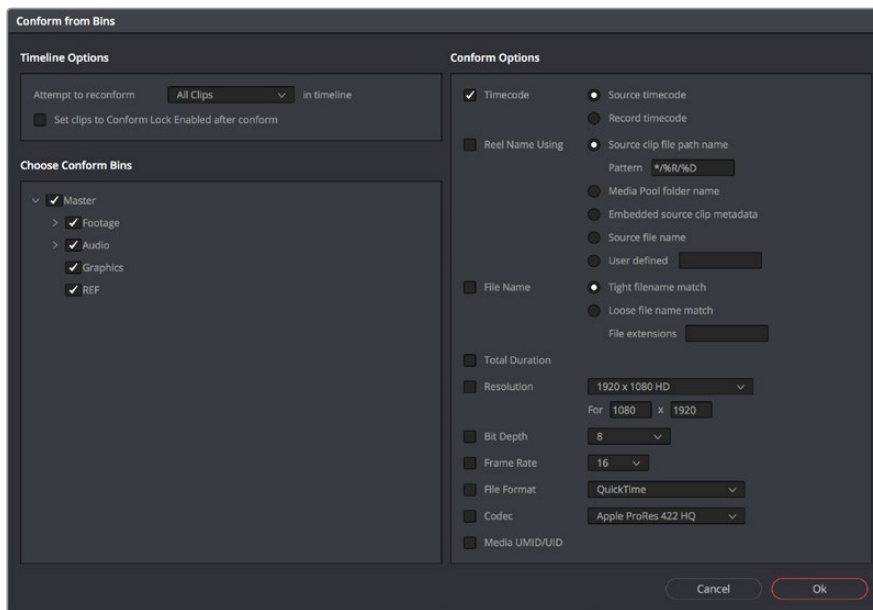 Conform from Bins
Timeline Options
Attempt to reconform All Clips in timeline
Set clips to Conform Lock Enabled after conform
Choose Conform Bins
Master
Footage
Audio
Graphics
REF
Conform Options
Timecode Source timecode
Record timecode
Reel Name Using Source clip file path name
Pattern */%R/%D
Media Pool folder name
Embedded source clip metadata
Source file name
User defined
File Name Tight filename match
Loose file name match
File extensions
Total Duration
Resolution 1920 x 1080 HD
For 1080 x 1920
Bit Depth 8
Frame Rate 16
File Format QuickTime
Codec Apple ProRes 422 HQ
Media UMID/UID
Cancel Ok